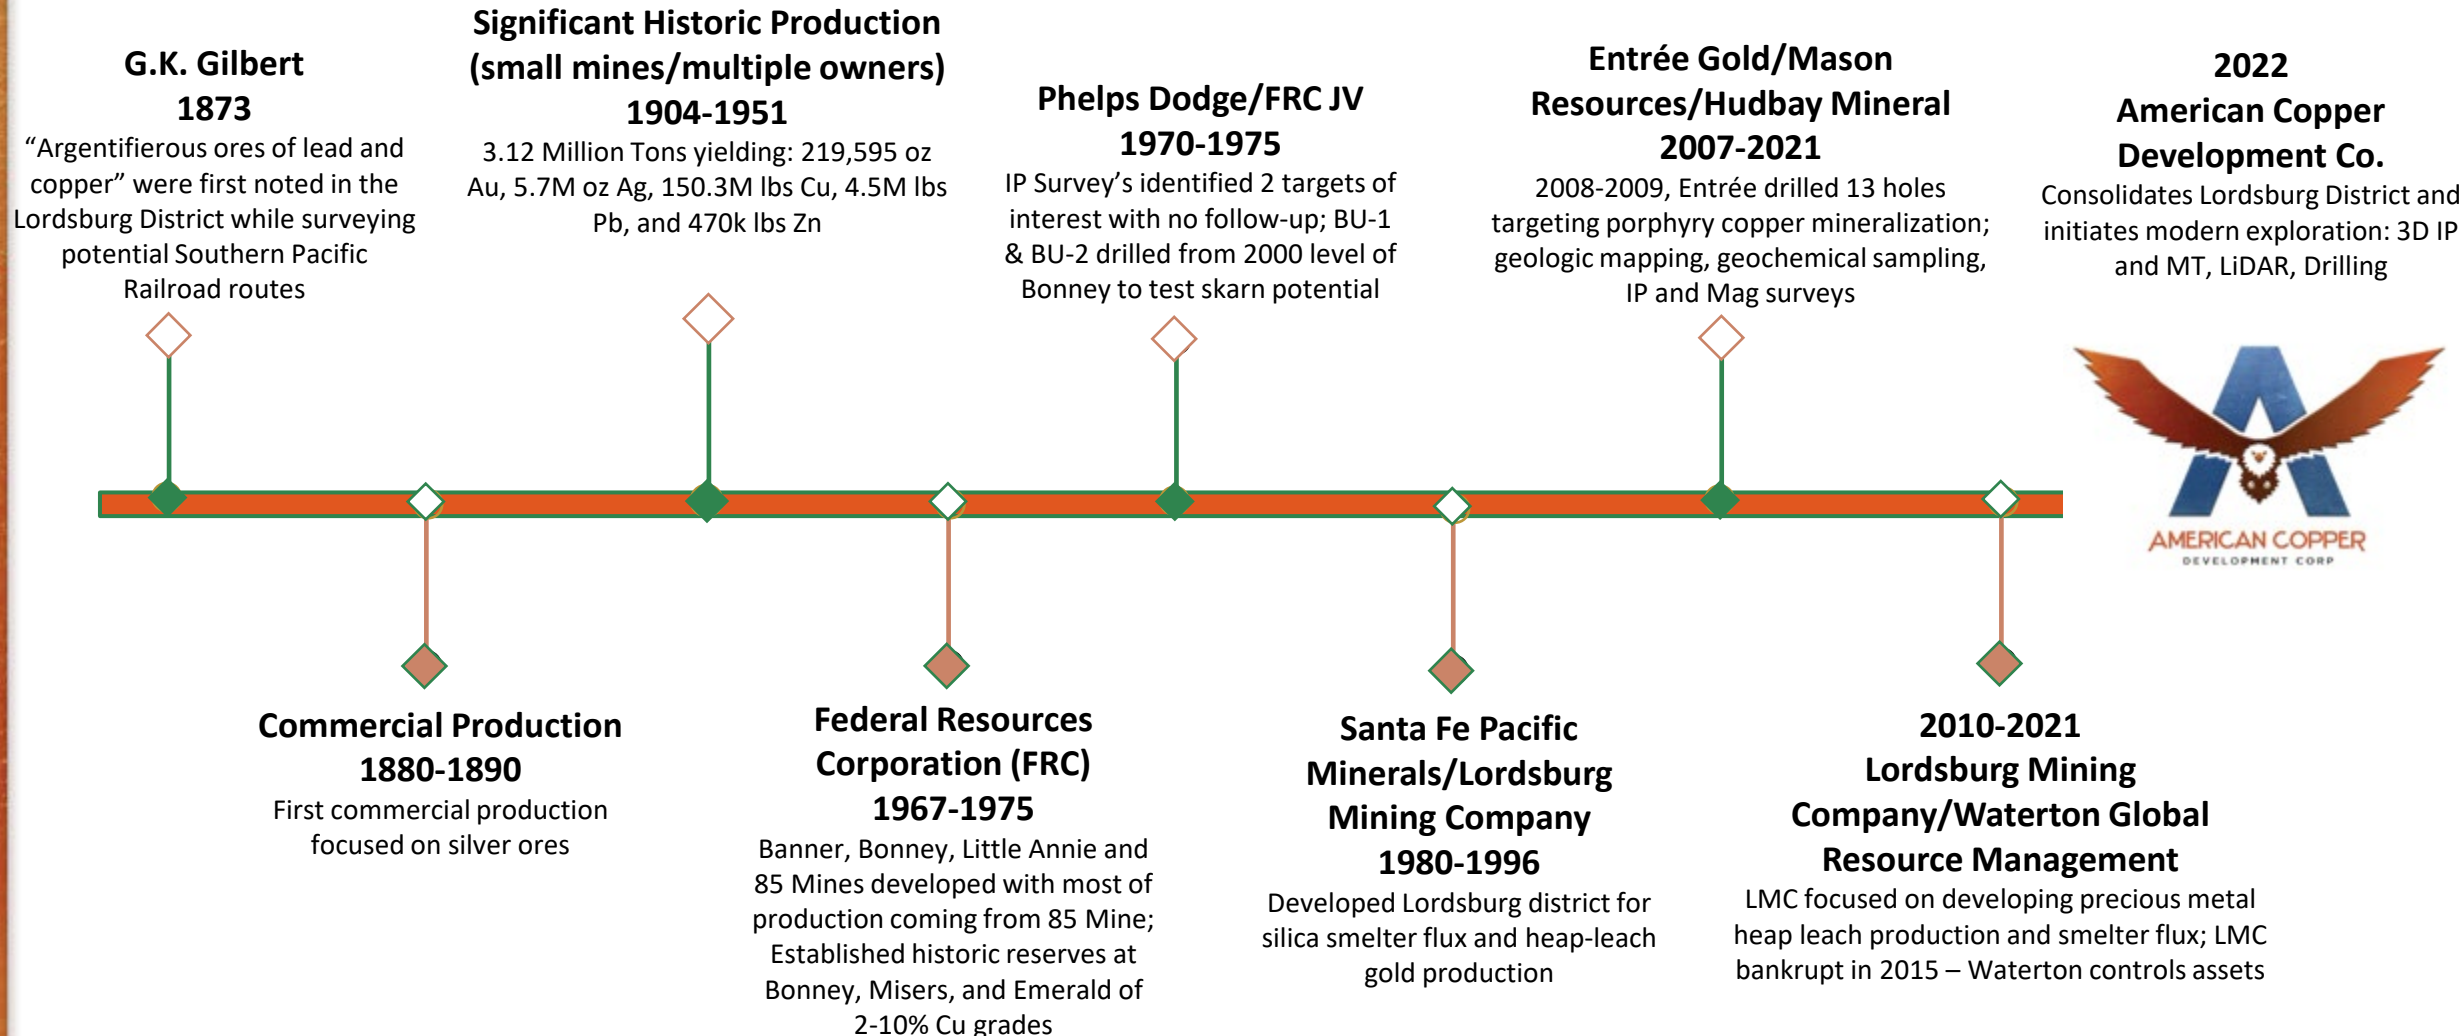 G.K. Gilbert
1873
“Argentifierous ores of lead and
copper” were first noted in the
Lordsburg District while surveying
potential Southern Pacific
Railroad routes
Significant Historic Production
(small mines/multiple owners)
1904-1951
3.12 Million Tons yielding: 219,595 oz
Au, 5.7M oz Ag, 150.3M lbs Cu, 4.5M lbs
Pb, and 470k lbs Zn
Phelps Dodge/FRC JV
1970-1975
IP Survey’s identified 2 targets of
interest with no follow-up; BU-1
& BU-2 drilled from 2000 level of
Bonney to test skarn potential
Entrée Gold/Mason
Resources/Hudbay Mineral
2007-2021
2008-2009, Entrée drilled 13 holes
targeting porphyry copper mineralization;
geologic mapping, geochemical sampling,
IP and Mag surveys
2022
American Copper
Development Co.
Consolidates Lordsburg District and
initiates modern exploration: 3D IP
and MT, LiDAR, Drilling
AMERICAN COPPER
DEVELOPMENT CORP
Commercial Production
1880-1890
First commercial production
focused on silver ores
Federal Resources
Corporation (FRC)
1967-1975
Banner, Bonney, Little Annie and
85 Mines developed with most of
production coming from 85 Mine;
Established historic reserves at
Bonney, Misers, and Emerald of
2-10% Cu grades
Santa Fe Pacific
Minerals/Lordsburg
Mining Company
1980-1996
Developed Lordsburg district for
silica smelter flux and heap-leach
gold production
2010-2021
Lordsburg Mining
Company/Waterton Global
Resource Management
LMC focused on developing precious metal
heap leach production and smelter flux; LMC
bankrupt in 2015 – Waterton controls assets